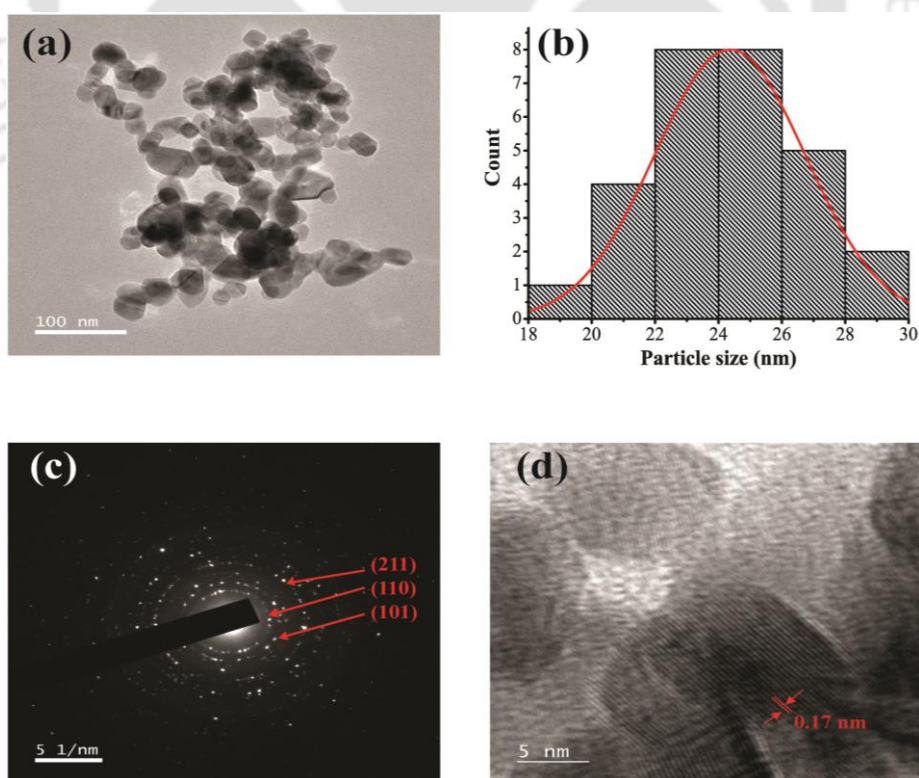 (a)
100 nm
(b)
Count
8
7
6
5
4
3
2
1
0
18 20 22 24 26 28 30
Particle size (nm)
(c)
(211)
(110)
(101)
5 1/nm
(d)
0.17 nm
5 nm